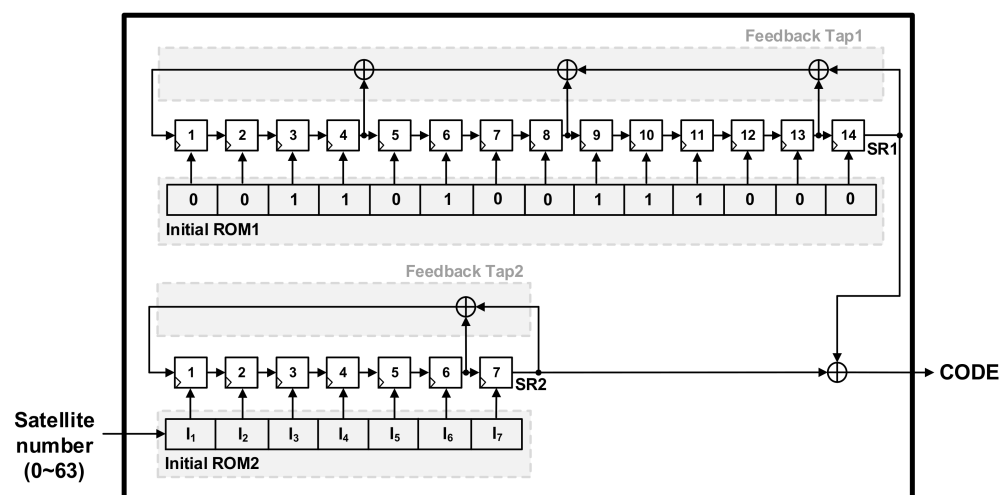 Feedback Tap1
1 2 3 4 5 6 7 8 9 10 11 12 13 14
SR1
0 0 1 1 0 1 0 0 1 1 1 0 0 0
Initial ROM1
Feedback Tap2
1 2 3 4 5 6 7
SR2
CODE
Satellite
number
(0~63)
I₁ I₂ I₃ I₄ I₅ I₆ I₇
Initial ROM2